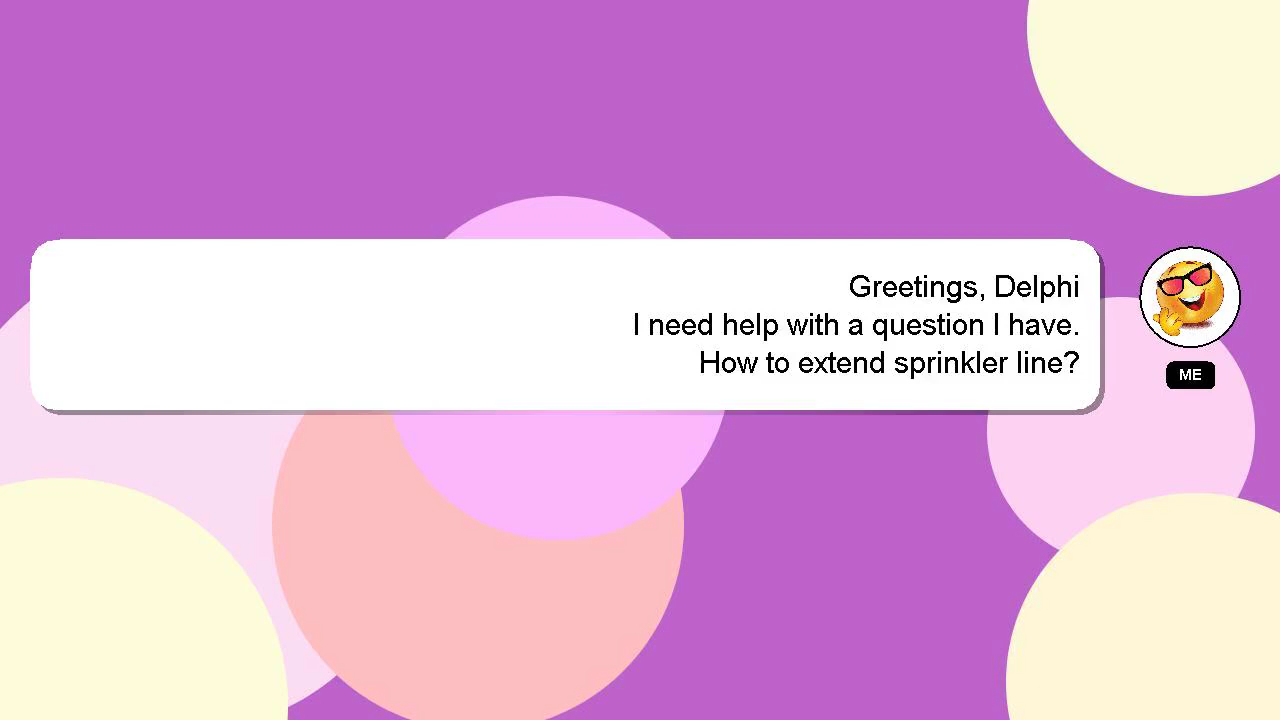 Greetings, Delphi
I need help with a question I have.
How to extend sprinkler line?
ME